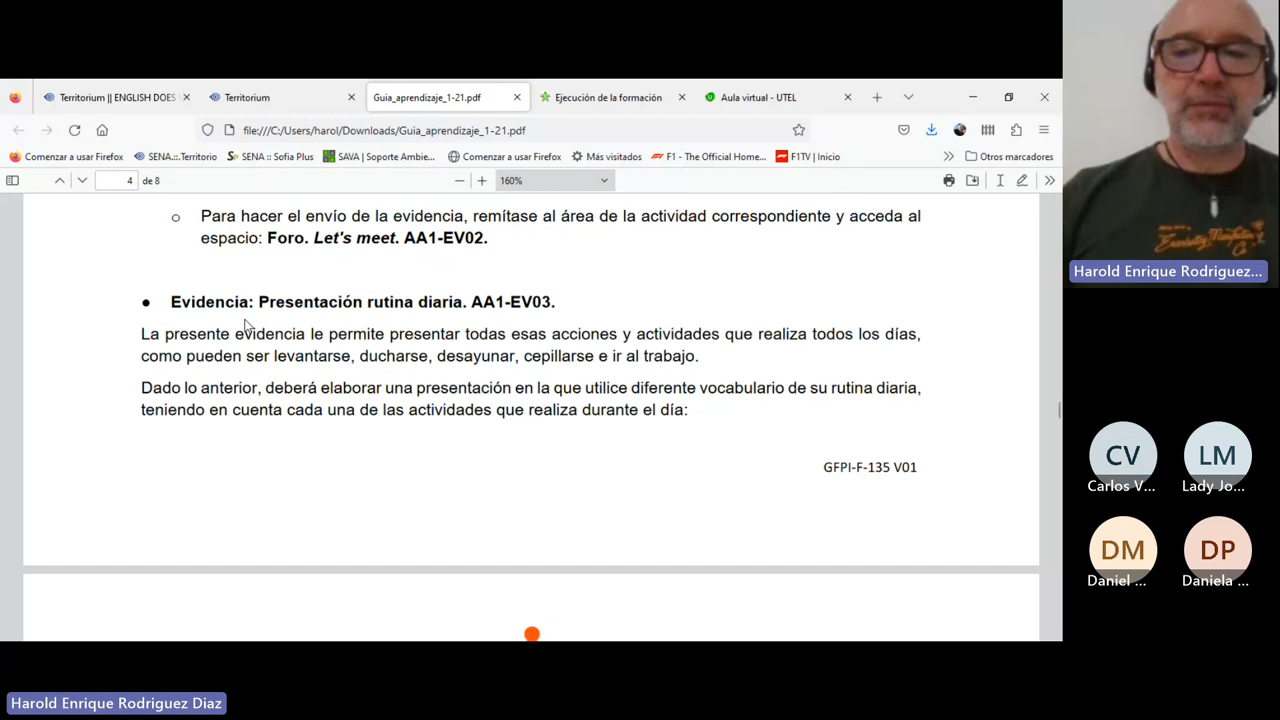 Territorium || ENGLISH DOES
Territorium
Guia_aprendizaje_1-21.pdf
Ejecución de la formación
Aula virtual - UTEL
file:///C:/Users/harol/Downloads/Guia_aprendizaje_1-21.pdf
Comenzar a usar Firefox
SENA.::.Territorio
SENA :: Sofia Plus
SAVA | Soporte Ambie...
Comenzar a usar Firefox
Más visitados
F1 - The Official Home...
F1TV | Inicio
Otros marcadores
4 de 8
160%
o Para hacer el envío de la evidencia, remítase al área de la actividad correspondiente y acceda al
espacio: Foro. Let's meet. AA1-EV02.
● Evidencia: Presentación rutina diaria. AA1-EV03.
La presente evidencia le permite presentar todas esas acciones y actividades que realiza todos los días,
como pueden ser levantarse, ducharse, desayunar, cepillarse e ir al trabajo.
Dado lo anterior, deberá elaborar una presentación en la que utilice diferente vocabulario de su rutina diaria,
teniendo en cuenta cada una de las actividades que realiza durante el día:
GFPI-F-135 V01
Harold Enrique Rodriguez...
CV
Carlos V...
LM
Lady Jo...
DM
Daniel ...
DP
Daniela ...
Harold Enrique Rodriguez Diaz